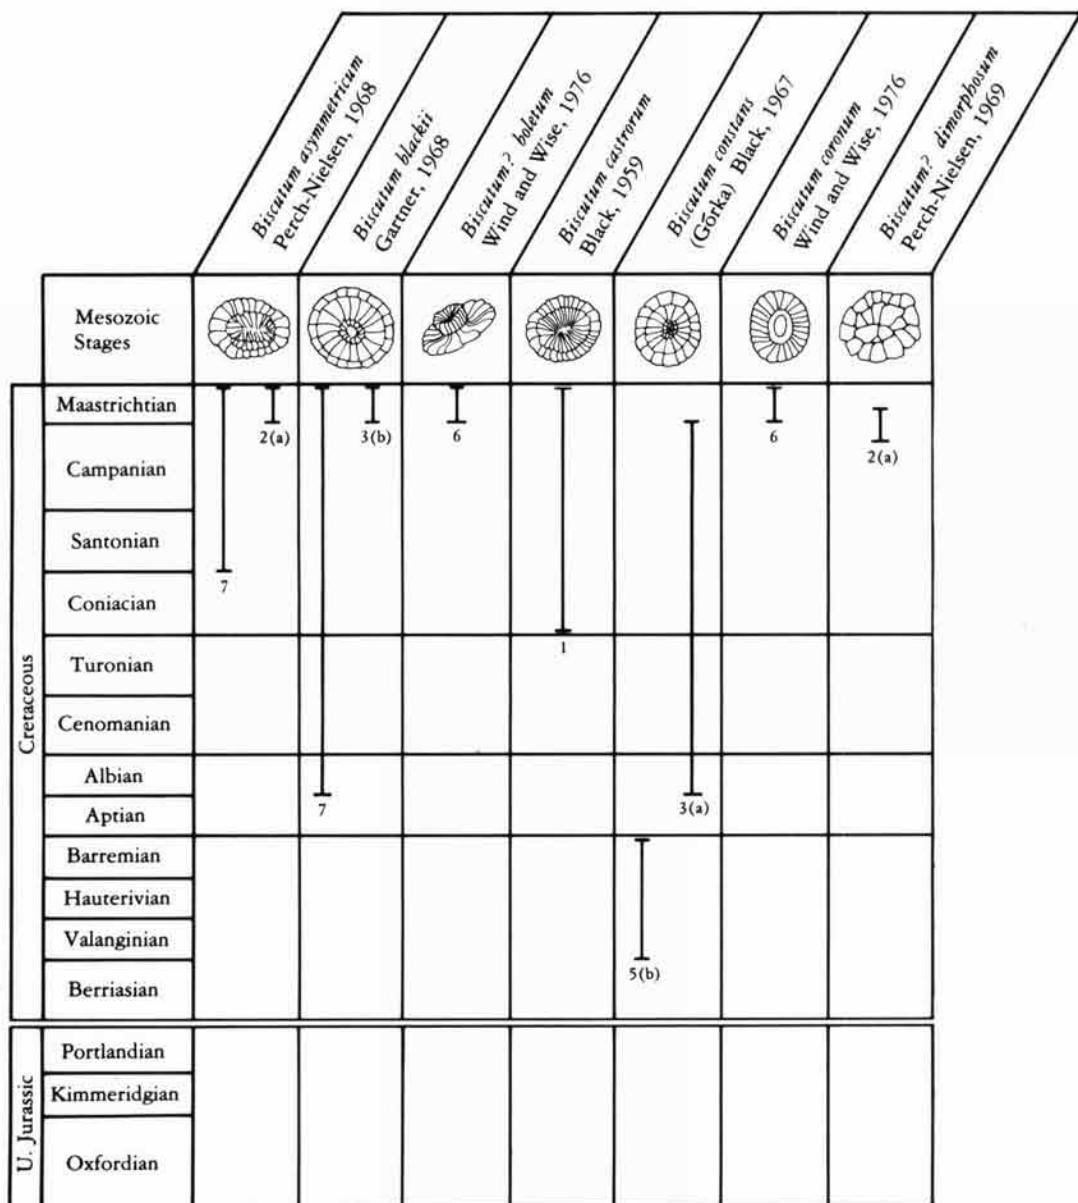 Biscutum asymmetricum
Perch-Nielsen, 1968
Biscutum blackii
Gartner, 1968
Biscutum? boletum
Wind and Wise, 1976
Biscutum castrorum
Black, 1959
Biscutum constans
(Górka) Black, 1967
Biscutum coronum
Wind and Wise, 1976
Biscutum? dimorphosum
Perch-Nielsen, 1969
Mesozoic
Stages
Cretaceous
Maastrichtian
2(a)
3(b)
6
6
2(a)
Campanian
Santonian
7
Coniacian
1
Turonian
Cenomanian
Albian
7
3(a)
Aptian
Barremian
Hauterivian
Valanginian
5(b)
Berriasian
U. Jurassic
Portlandian
Kimmeridgian
Oxfordian